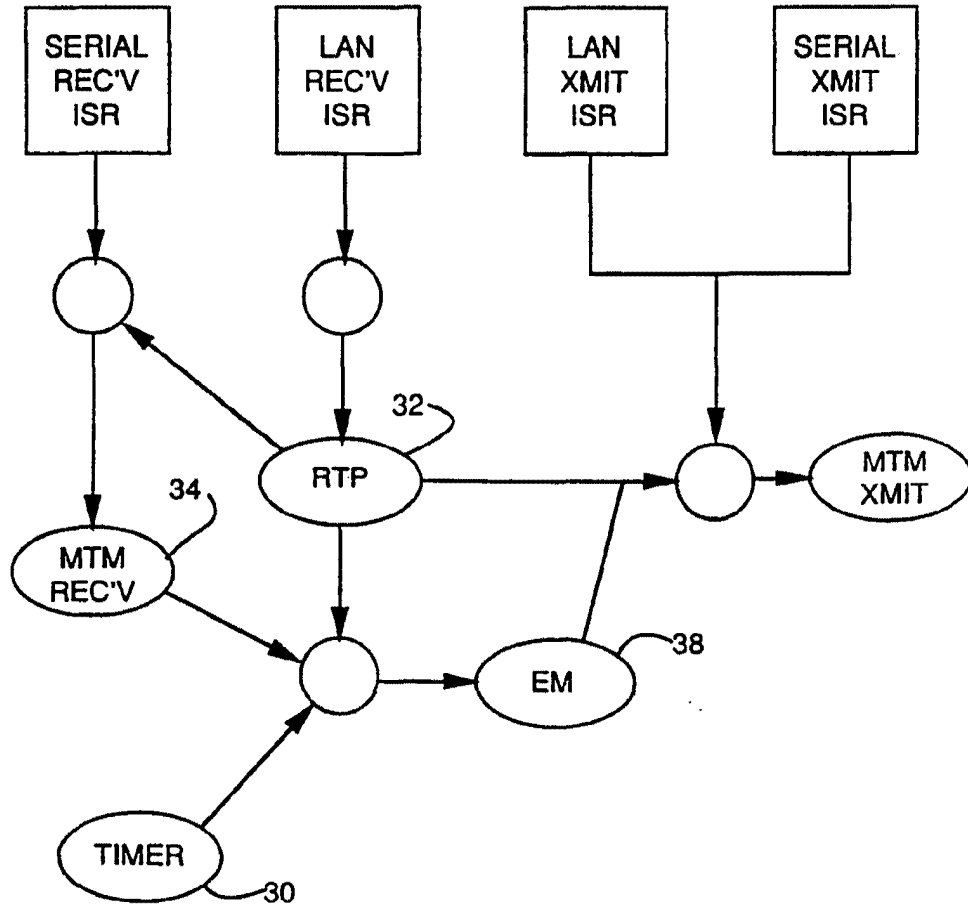 SERIAL
REC'V
ISR
LAN
REC'V
ISR
LAN
XMIT
ISR
SERIAL
XMIT
ISR
32
RTP
MTM
XMIT
34
MTM
REC'V
38
EM
TIMER
30